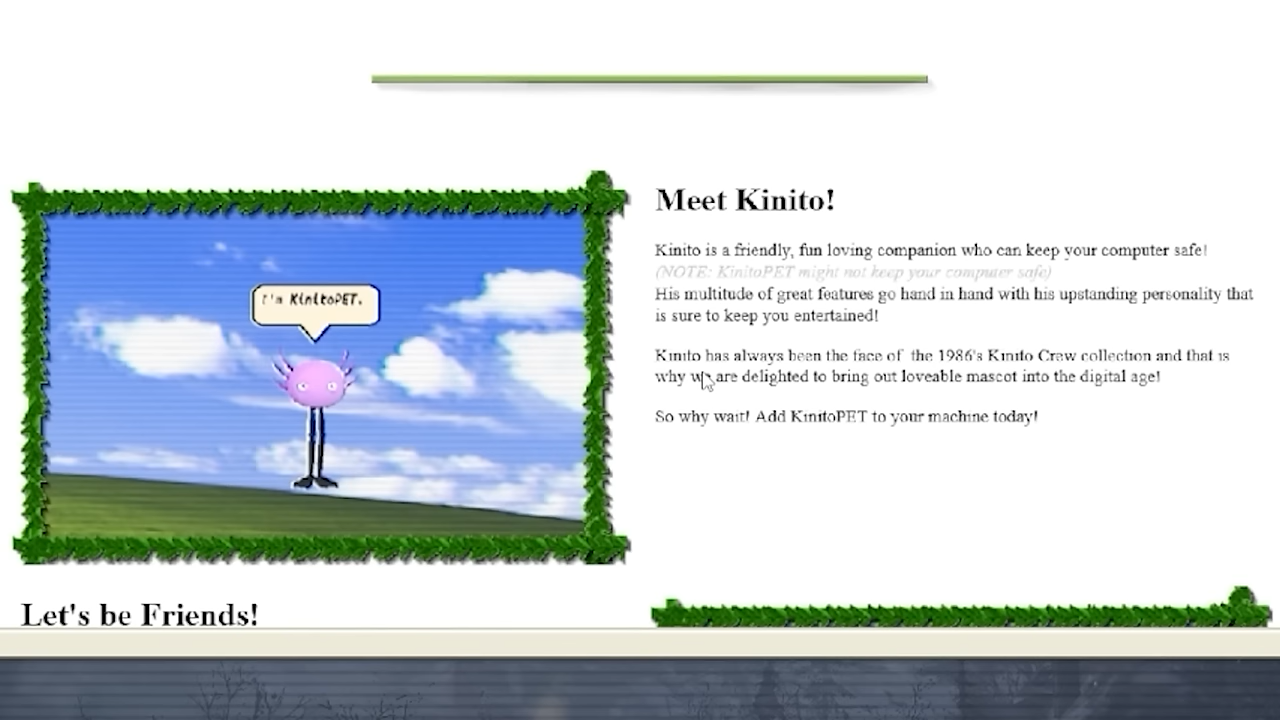 Meet Kinito!
Kinito is a friendly, fun loving companion who can keep your computer safe!
(NOTE: KinitoPET might not keep your computer safe)
His multitude of great features go hand in hand with his upstanding personality that
is sure to keep you entertained!
I'm KinitoPET.
Kinito has always been the face of the 1986's Kinito Crew collection and that is
why we are delighted to bring out loveable mascot into the digital age!
So why wait! Add KinitoPET to your machine today!
Let's be Friends!